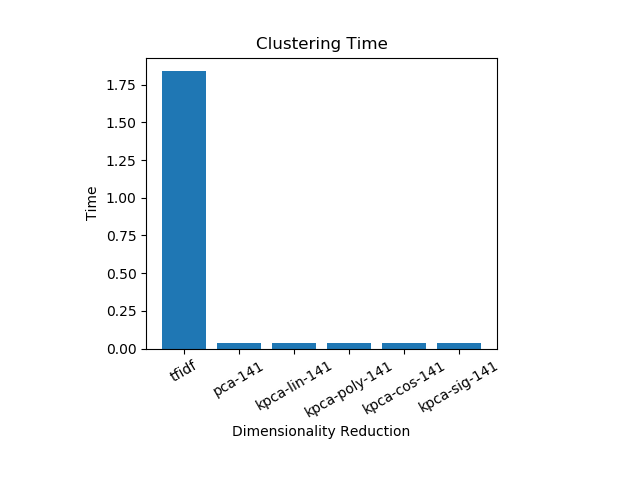 Clustering Time
1.75
1.50
1.25
1.00
0.75
0.50
0.25
0.00
Time
tfidf
pca-141
kpca-lin-141
kpca-poly-141
kpca-cos-141
kpca-sig-141
Dimensionality Reduction